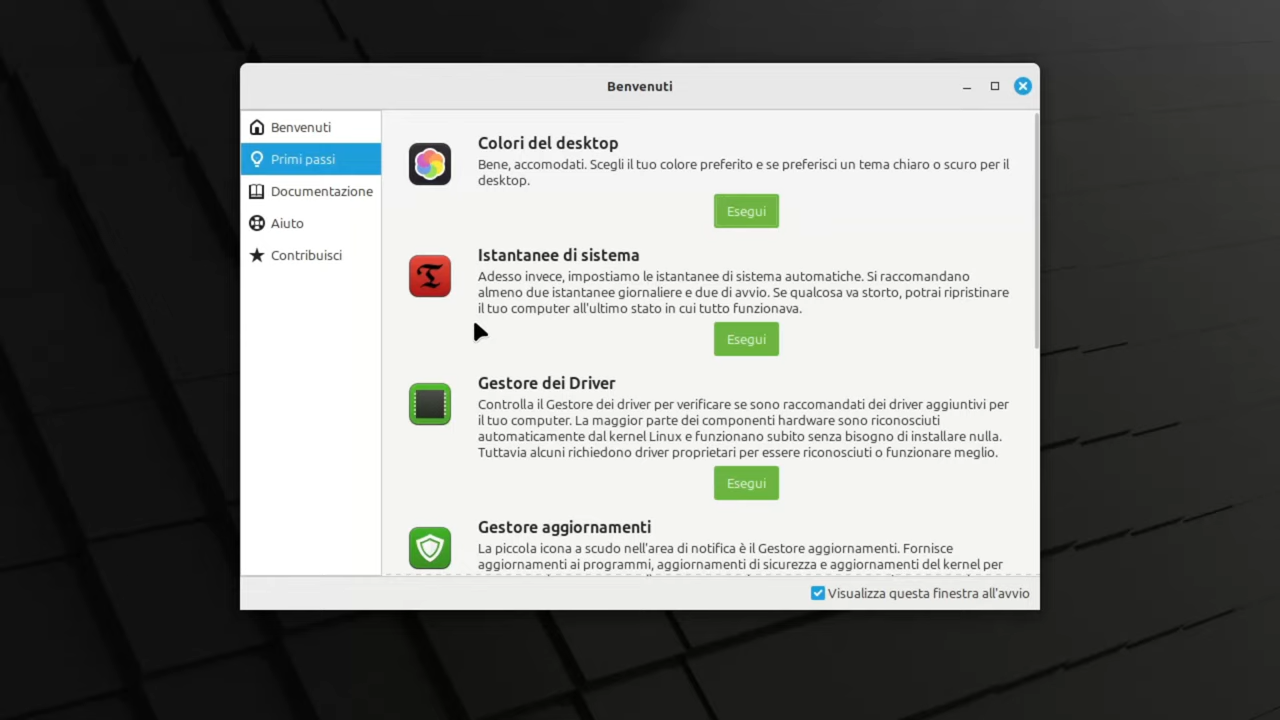 Benvenuti
Benvenuti
Primi passi
Documentazione
Aiuto
Contribuisci
Colori del desktop
Bene, accomodati. Scegli il tuo colore preferito e se preferisci un tema chiaro o scuro per il
desktop.
Esegui
Istantanee di sistema
Adesso invece, impostiamo le istantanee di sistema automatiche. Si raccomandano
almeno due istantanee giornaliere e due di avvio. Se qualcosa va storto, potrai ripristinare
il tuo computer all'ultimo stato in cui tutto funzionava.
Esegui
Gestore dei Driver
Controlla il Gestore dei driver per verificare se sono raccomandati dei driver aggiuntivi per
il tuo computer. La maggior parte dei componenti hardware sono riconosciuti
automaticamente dal kernel Linux e funzionano subito senza bisogno di installare nulla.
Tuttavia alcuni richiedono driver proprietari per essere riconosciuti o funzionare meglio.
Esegui
Gestore aggiornamenti
La piccola icona a scudo nell'area di notifica è il Gestore aggiornamenti. Fornisce
aggiornamenti ai programmi, aggiornamenti di sicurezza e aggiornamenti del kernel per
Visualizza questa finestra all'avvio